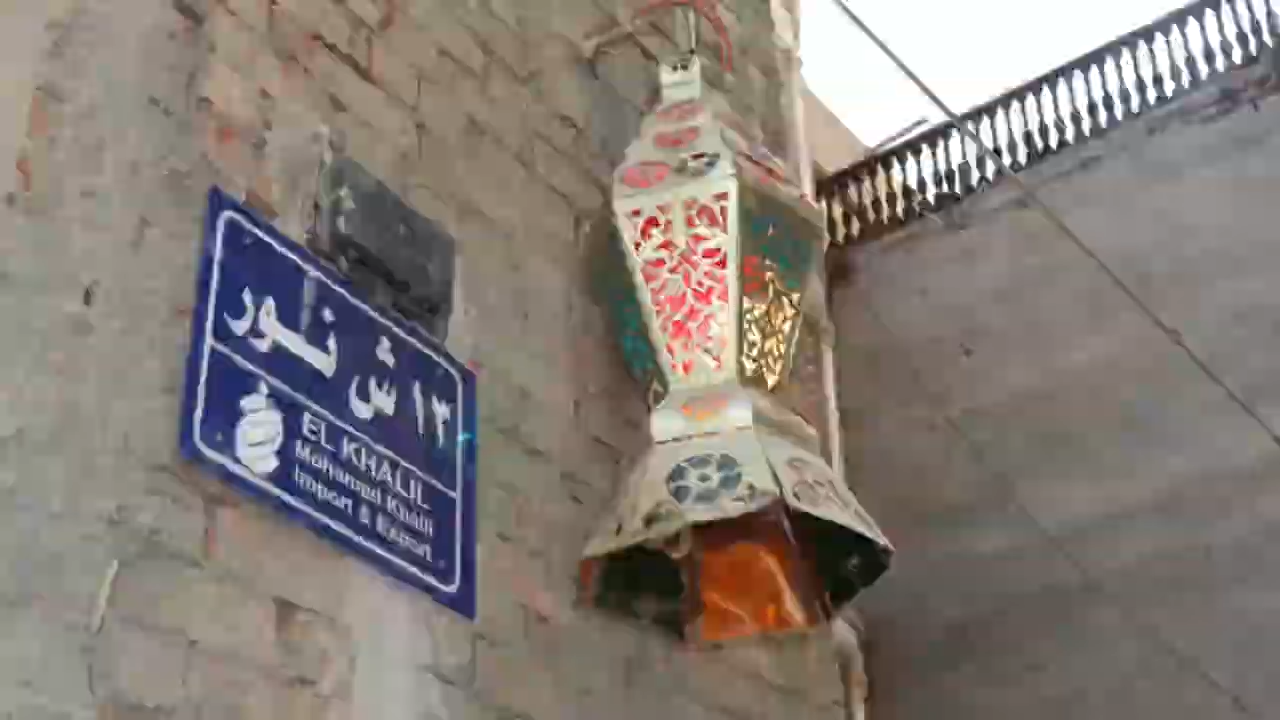 ١٣ ش نور
EL KHALIL
Mohamed Khalil
Import & Export